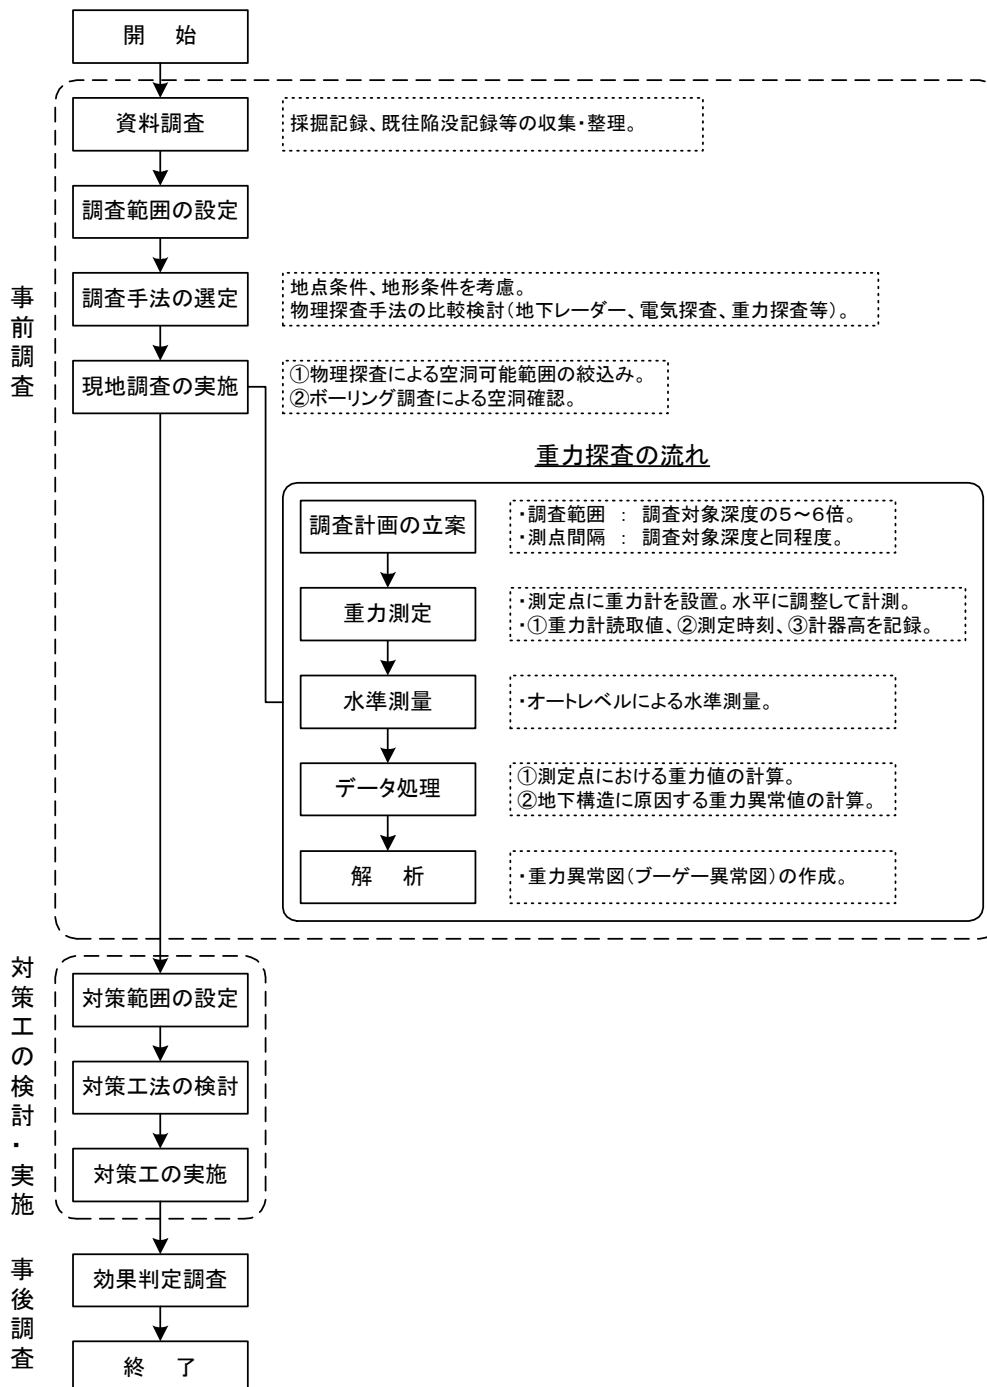 開　始
事前調査
資料調査
採掘記録、既往陥没記録等の収集・整理。
調査範囲の設定
調査手法の選定
地点条件、地形条件を考慮。
物理探査手法の比較検討(地下レーダー、電気探査、重力探査等)。
現地調査の実施
①物理探査による空洞可能範囲の絞込み。
②ボーリング調査による空洞確認。
重力探査の流れ
調査計画の立案
・調査範囲　：　調査対象深度の5～6倍。
・測点間隔　：　調査対象深度と同程度。
重力測定
・測定点に重力計を設置。水平に調整して計測。
・①重力計読取値、②測定時刻、③計器高を記録。
水準測量
・オートレベルによる水準測量。
データ処理
①測定点における重力値の計算。
②地下構造に原因する重力異常値の計算。
解　析
・重力異常図(ブーゲー異常図)の作成。
対策工の検討・実施
対策範囲の設定
対策工法の検討
対策工の実施
事後調査
効果判定調査
終　了